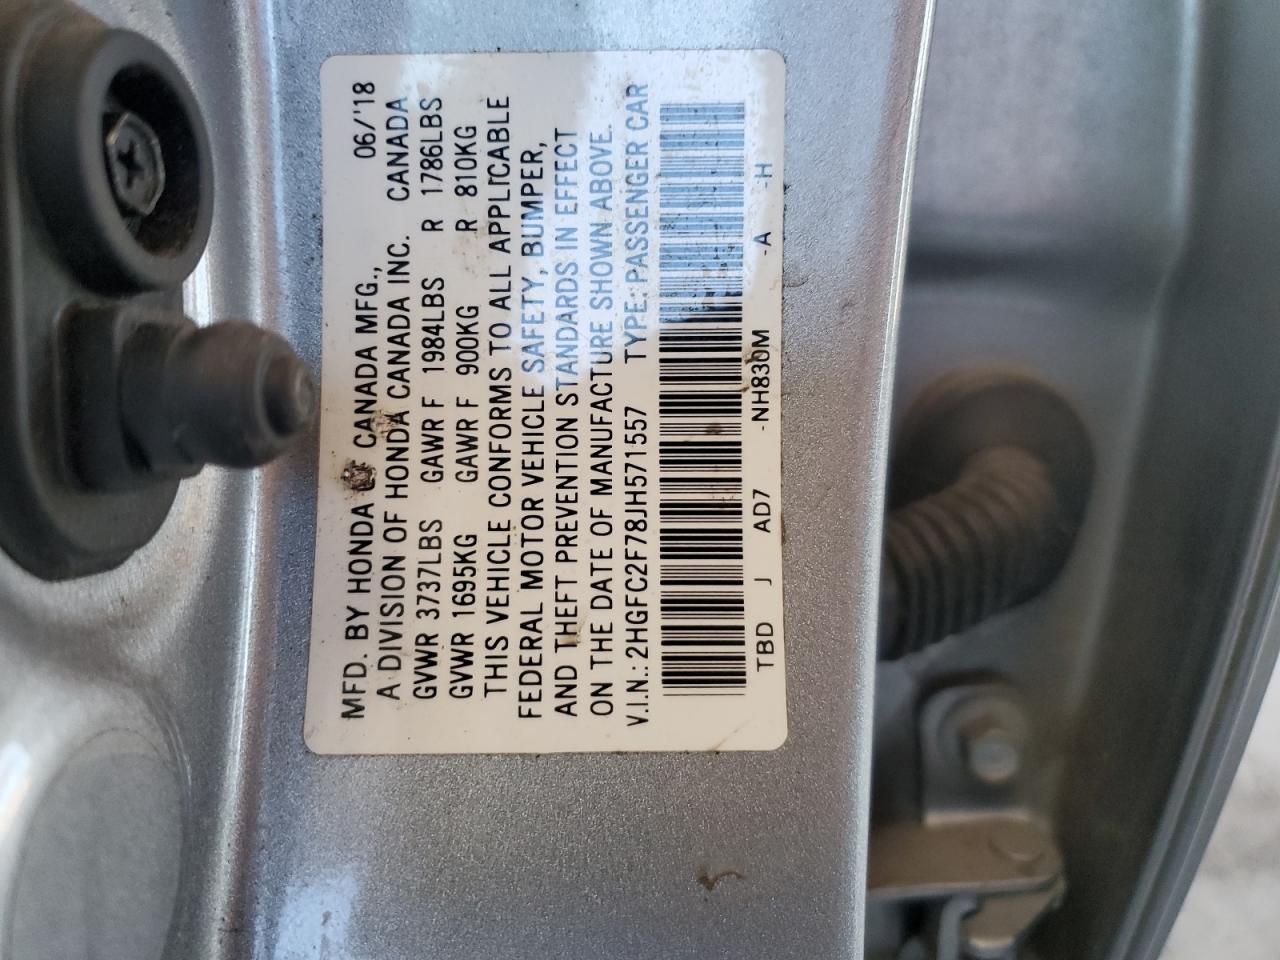 MFD. BY HONDA OF CANADA MFG., 06/'18
A DIVISION OF HONDA CANADA INC. CANADA
GVWR 3737LBS GAWR F 1984LBS R 1786LBS
GVWR 1695KG GAWR F 900KG R 810KG
THIS VEHICLE CONFORMS TO ALL APPLICABLE
FEDERAL MOTOR VEHICLE SAFETY, BUMPER,
AND THEFT PREVENTION STANDARDS IN EFFECT
ON THE DATE OF MANUFACTURE SHOWN ABOVE.
V.I.N.: 2HGFC2F78JH571557 TYPE: PASSENGER CAR
TBD J AD7 -NH830M -A -H